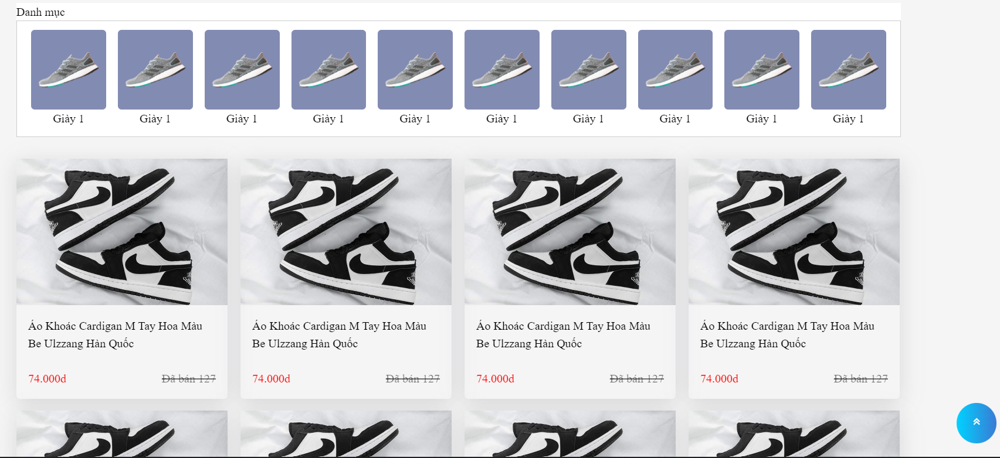 Danh mục
Giày 1 Giày 1 Giày 1 Giày 1 Giày 1 Giày 1 Giày 1 Giày 1 Giày 1 Giày 1
Áo Khoác Cardigan M Tay Hoa Màu
Be Ulzzang Hàn Quốc
74.000đ Đã bán 127
Áo Khoác Cardigan M Tay Hoa Màu
Be Ulzzang Hàn Quốc
74.000đ Đã bán 127
Áo Khoác Cardigan M Tay Hoa Màu
Be Ulzzang Hàn Quốc
74.000đ Đã bán 127
Áo Khoác Cardigan M Tay Hoa Màu
Be Ulzzang Hàn Quốc
74.000đ Đã bán 127